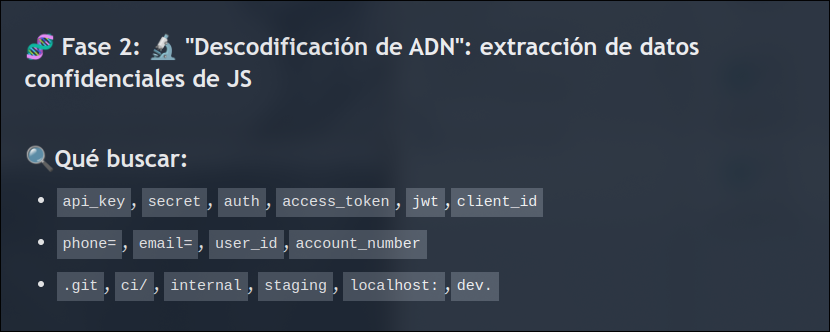 🧬 Fase 2: 🔬 "Descodificación de ADN": extracción de datos
confidenciales de JS
🔍Qué buscar:
• api_key, secret, auth, access_token, jwt,client_id
• phone=, email=, user_id,account_number
• .git, ci/, internal, staging, localhost:,dev.